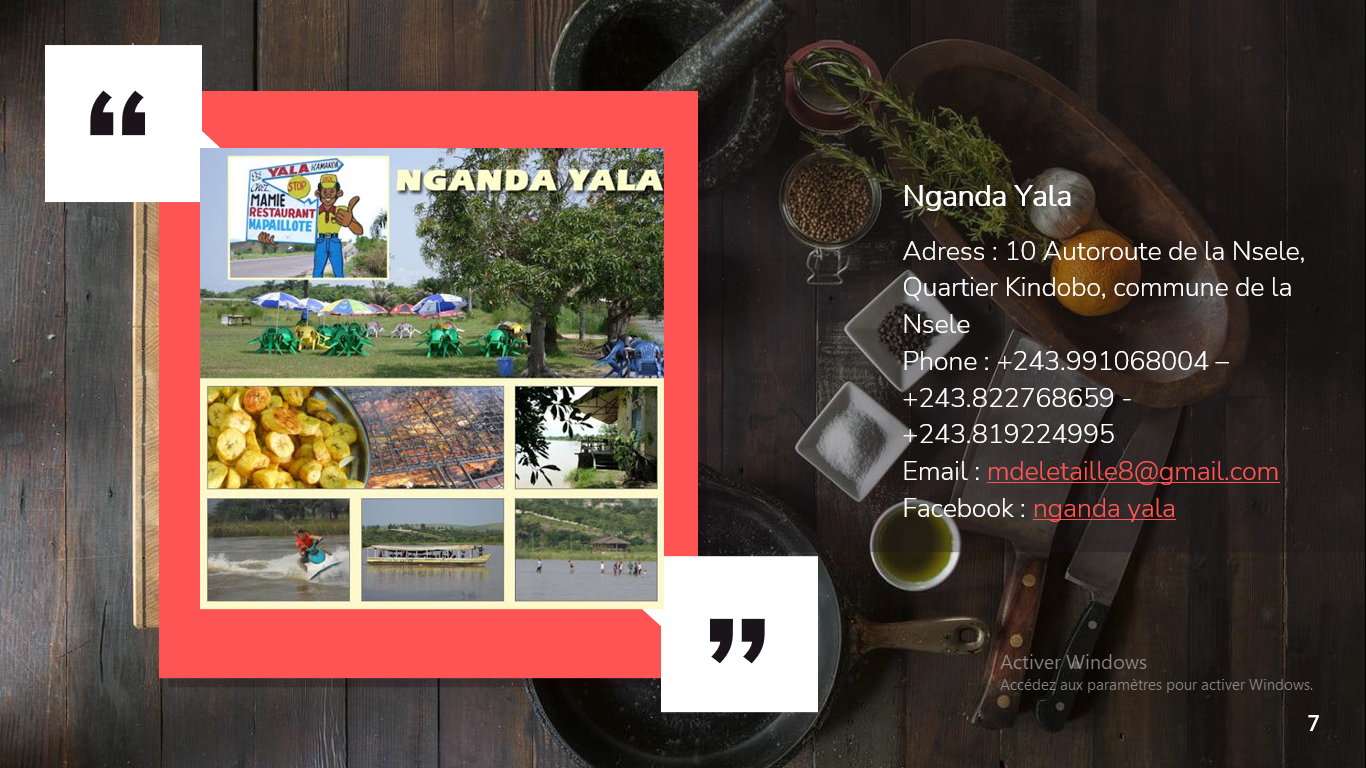 “
YALA KAMANZA
STOP
Chez
MAMIE
RESTAURANT
MAPAILLOTE
NGANDA YALA
”
Nganda Yala
Adress : 10 Autoroute de la Nsele,
Quartier Kindobo, commune de la
Nsele
Phone : +243.991068004 –
+243.822768659 -
+243.819224995
Email : mdeletaille8@gmail.com
Facebook : nganda yala
Activer Windows
Accédez aux paramètres pour activer Windows.
7